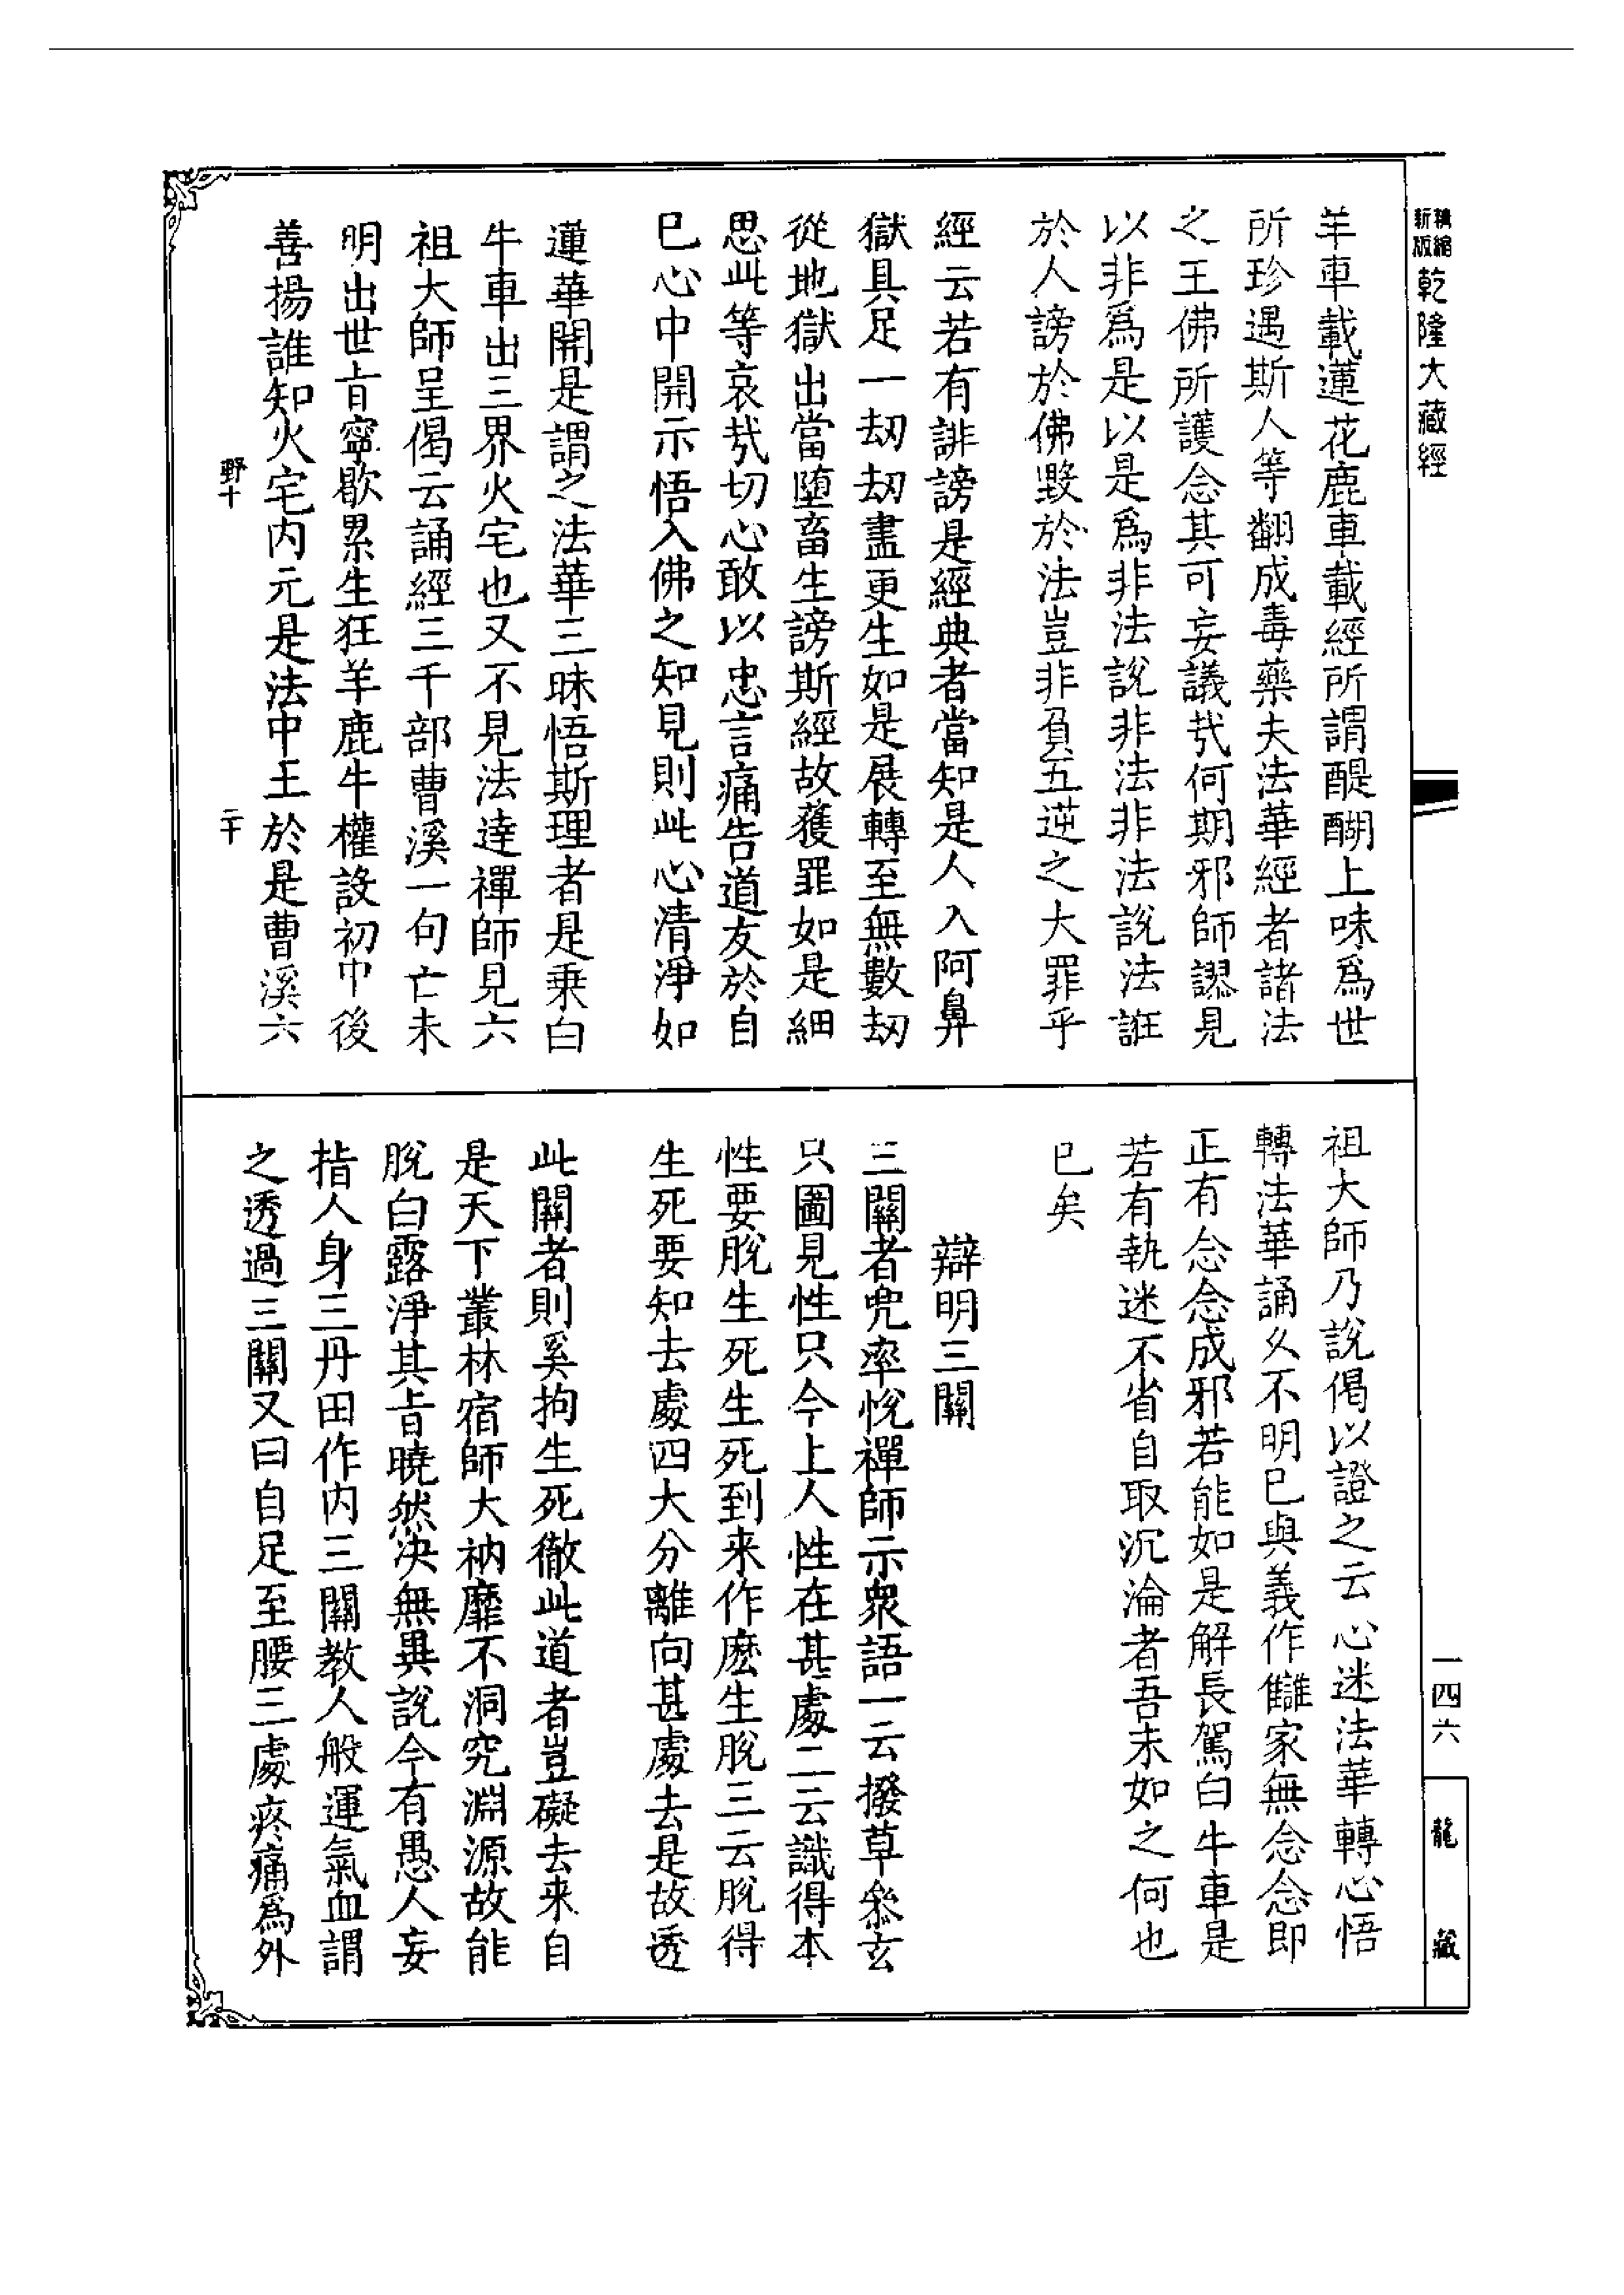 精縮
新版
乾隆大藏經
羊車載蓮花鹿車載經所謂醍醐上味爲世
所珍遇斯人等翻成毒藥夫法華經者諸法
之王佛所護念其可妄議㢤何期邪師謬見
以非爲是以是爲非法說非法非法說法誑
於人謗於佛毀於法豈非負五逆之大罪乎
經云若有誹謗是經典者當知是人入阿鼻
獄具足一刼刼盡更生如是展轉至無數刼
從地獄出當墮畜生謗斯經故獲罪如是細
思此等哀㢤切心敢以忠言痛告道友於自
巳心中開示悟入佛之知見則此心清淨如
蓮華開是謂之法華三昧悟斯理者是乗白
牛車出三界火宅也又不見法達禪師見六
祖大師呈偈云誦經三千部曹溪一句亡未
明出世旨寧歇累生狂羊鹿牛權設初中後
善揚誰知火宅内元是法中王於是曹溪六
野十
二十
祖大師乃說偈以證之云心迷法華轉心悟
轉法華誦久不明巳與義作讎家無念念即
正有念念成邪若能如是解長駕白牛車是
若有執迷不省自取沉淪者吾末如之何也
巳矣
辯明三關
三關者兜率悅禪師示衆語一云撥草叅玄
只圖見性只今上人性在甚處二云識得本
性要脫生死生死到来作麽生脫三云脫得
生死要知去處四大分離向甚處去是故透
此關者則奚拘生死徹此道者豈礙去来自
是天下叢林宿師大衲靡不洞究淵源故能
脫白露淨其旨曉然决無異說今有愚人妄
指人身三丹田作内三關教人般運氣血謂
之透過三關又曰自足至腰三處疼痛爲外
一四六
龍藏